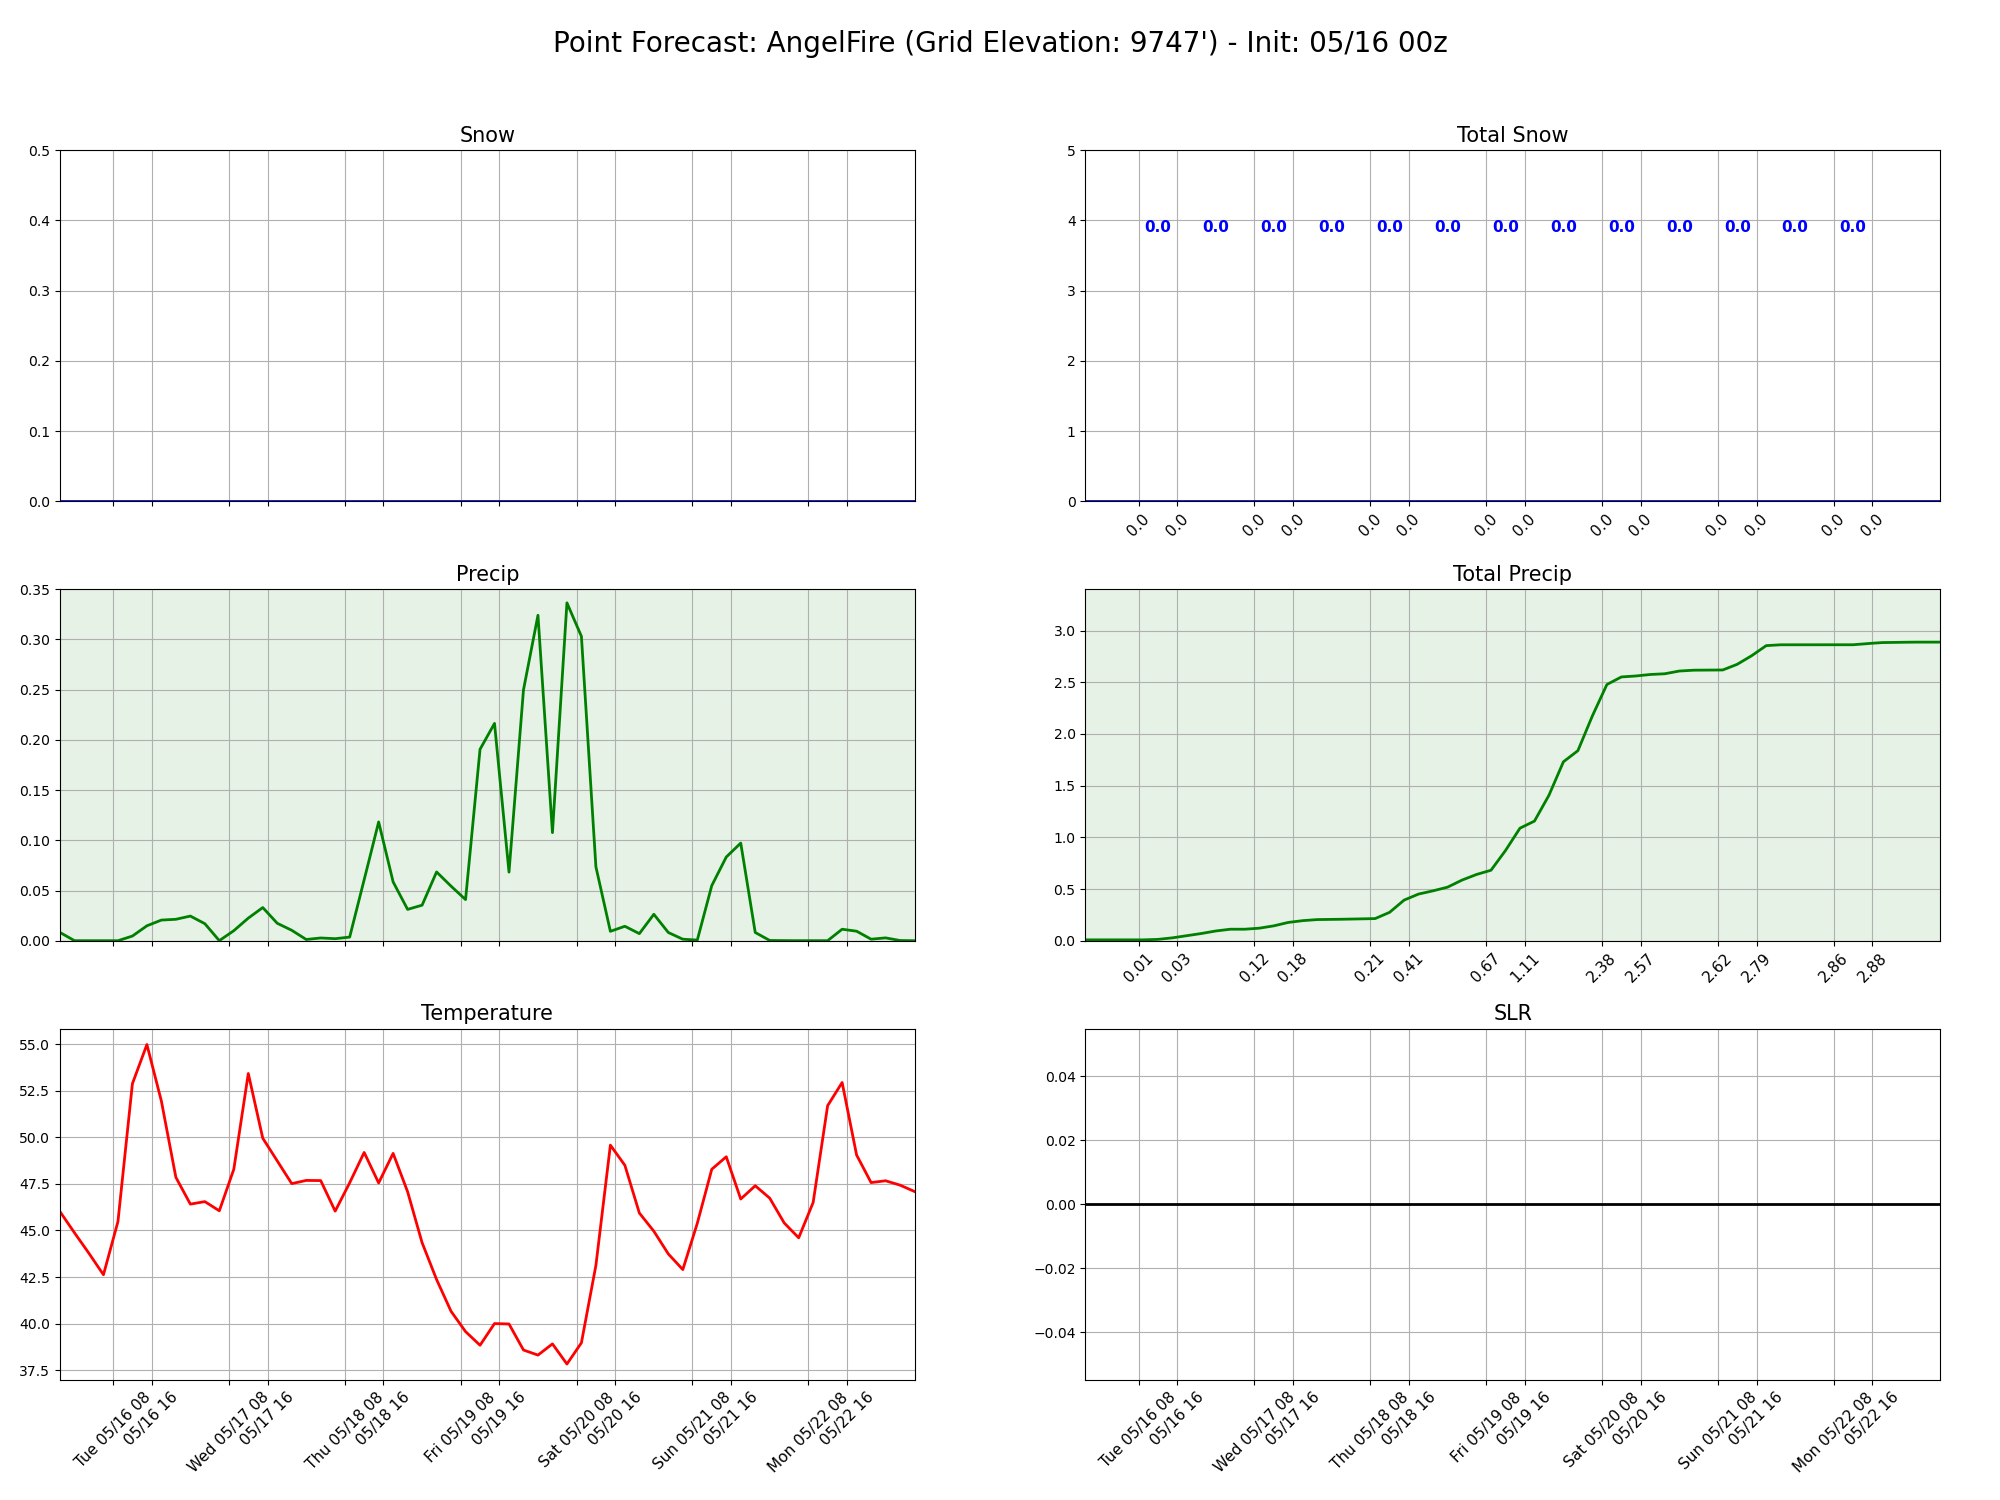 Point Forecast: AngelFire (Grid Elevation: 9747') - Init: 05/16 00z
Snow
0.5
0.4
0.3
0.2
0.1
0.0
Total Snow
5
4
3
2
1
0
0.0 0.0 0.0 0.0 0.0 0.0 0.0 0.0 0.0 0.0 0.0 0.0 0.0
0.0 0.0 0.0 0.0 0.0 0.0 0.0 0.0 0.0 0.0 0.0 0.0 0.0 0.0
Precip
0.35
0.30
0.25
0.20
0.15
0.10
0.05
0.00
Total Precip
3.0
2.5
2.0
1.5
1.0
0.5
0.0
0.01 0.03 0.12 0.18 0.21 0.41 0.67 1.11 2.38 2.57 2.62 2.79 2.86 2.88
Temperature
55.0
52.5
50.0
47.5
45.0
42.5
40.0
37.5
Tue 05/16 08
05/16 16
Wed 05/17 08
05/17 16
Thu 05/18 08
05/18 16
Fri 05/19 08
05/19 16
Sat 05/20 08
05/20 16
Sun 05/21 08
05/21 16
Mon 05/22 08
05/22 16
SLR
0.04
0.02
0.00
−0.02
−0.04
Tue 05/16 08
05/16 16
Wed 05/17 08
05/17 16
Thu 05/18 08
05/18 16
Fri 05/19 08
05/19 16
Sat 05/20 08
05/20 16
Sun 05/21 08
05/21 16
Mon 05/22 08
05/22 16